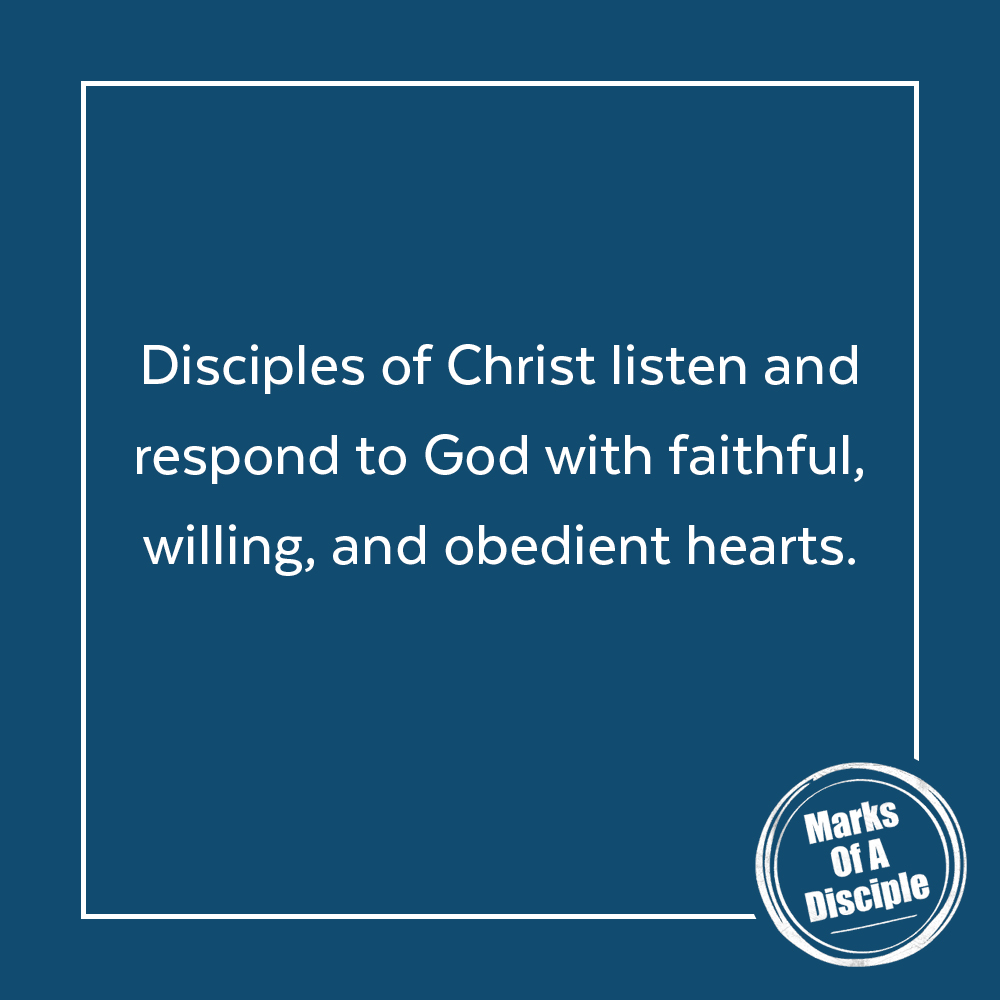 Disciples of Christ listen and
respond to God with faithful,
willing, and obedient hearts.
Marks
Of A
Disciple